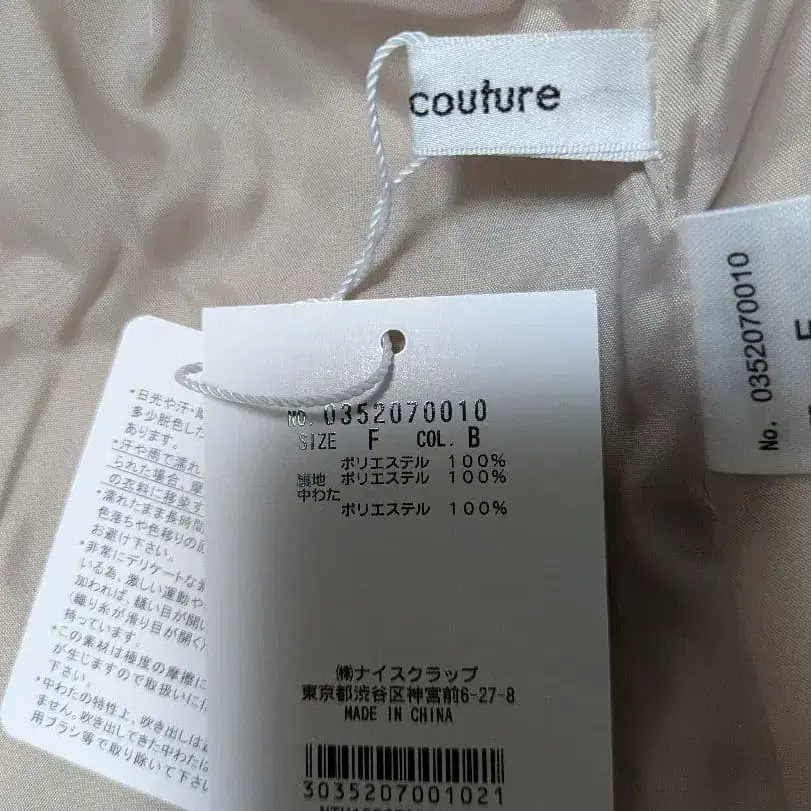 couture
No. 0352070010
NO. 0352070010
SIZE F COL. B
ポリエステル 100%
裏地 ポリエステル 100%
中わた
ポリエステル 100%
㈱ナイスクラップ
東京都渋谷区神宮前6-27-8
MADE IN CHINA
3035207001021
*日光や汗・
多少脱色した
あります。
*汗や雨で濡れ
られた場合、摩
の衣料に移染す
*濡れたまま長時間
色落ちや色移りの
お避け下さい。
*非常にデリケートな
いる為、激しい運動や
加われば、縫い目が開
(織り糸が滑り目が開く)
持っています。
*この素材は極度の摩擦に
が生じますので取扱いには
下さい。
*中わたの特性上、吹き出しは
ません。吹き出してきた中わたは
用ブラシ等で取り除いて下さ